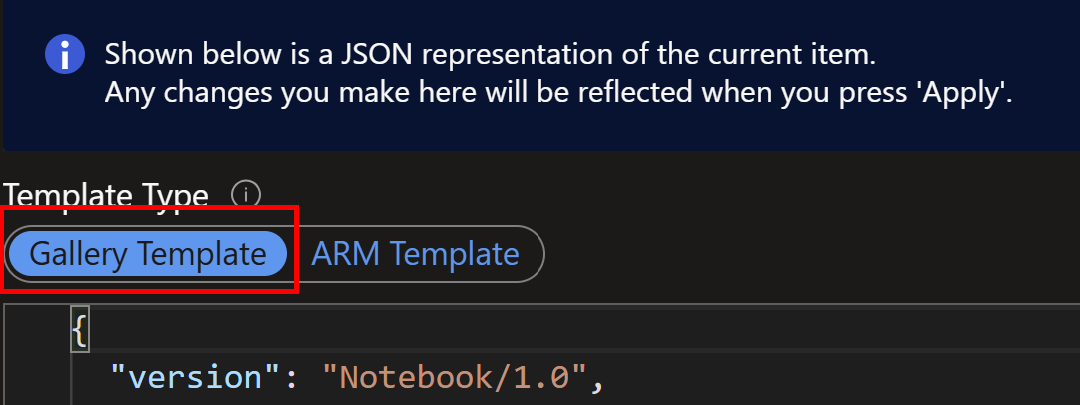 Shown below is a JSON representation of the current item.
Any changes you make here will be reflected when you press 'Apply'.
Template Type
Gallery Template ARM Template
{
"version": "Notebook/1.0",